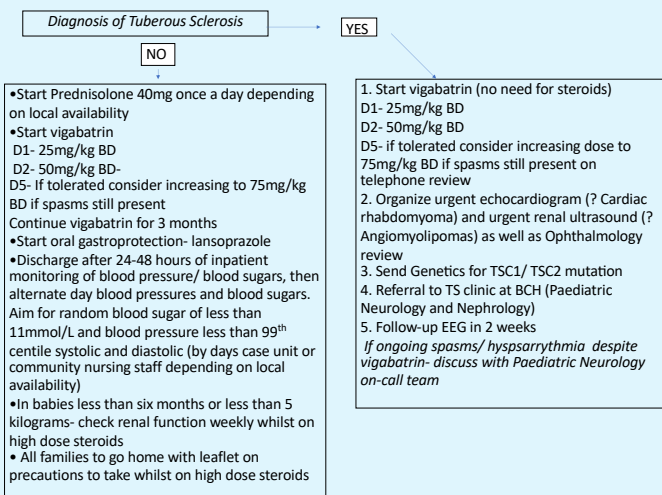 Diagnosis of Tuberous Sclerosis
YES
NO
•Start Prednisolone 40mg once a day depending
on local availability
•Start vigabatrin
D1- 25mg/kg BD
D2- 50mg/kg BD-
D5- If tolerated consider increasing to 75mg/kg
BD if spasms still present
Continue vigabatrin for 3 months
•Start oral gastroprotection- lansoprazole
•Discharge after 24-48 hours of inpatient
monitoring of blood pressure/ blood sugars, then
alternate day blood pressures and blood sugars.
Aim for random blood sugar of less than
11mmol/L and blood pressure less than 99th
centile systolic and diastolic (by days case unit or
community nursing staff depending on local
availability)
•In babies less than six months or less than 5
kilograms- check renal function weekly whilst on
high dose steroids
• All families to go home with leaflet on
precautions to take whilst on high dose steroids
1. Start vigabatrin (no need for steroids)
D1- 25mg/kg BD
D2- 50mg/kg BD
D5- if tolerated consider increasing dose to
75mg/kg BD if spasms still present on
telephone review
2. Organize urgent echocardiogram (? Cardiac
rhabdomyoma) and urgent renal ultrasound (?
Angiomyolipomas) as well as Ophthalmology
review
3. Send Genetics for TSC1/ TSC2 mutation
4. Referral to TS clinic at BCH (Paediatric
Neurology and Nephrology)
5. Follow-up EEG in 2 weeks
If ongoing spasms/ hyspsarrythmia despite
vigabatrin- discuss with Paediatric Neurology
on-call team